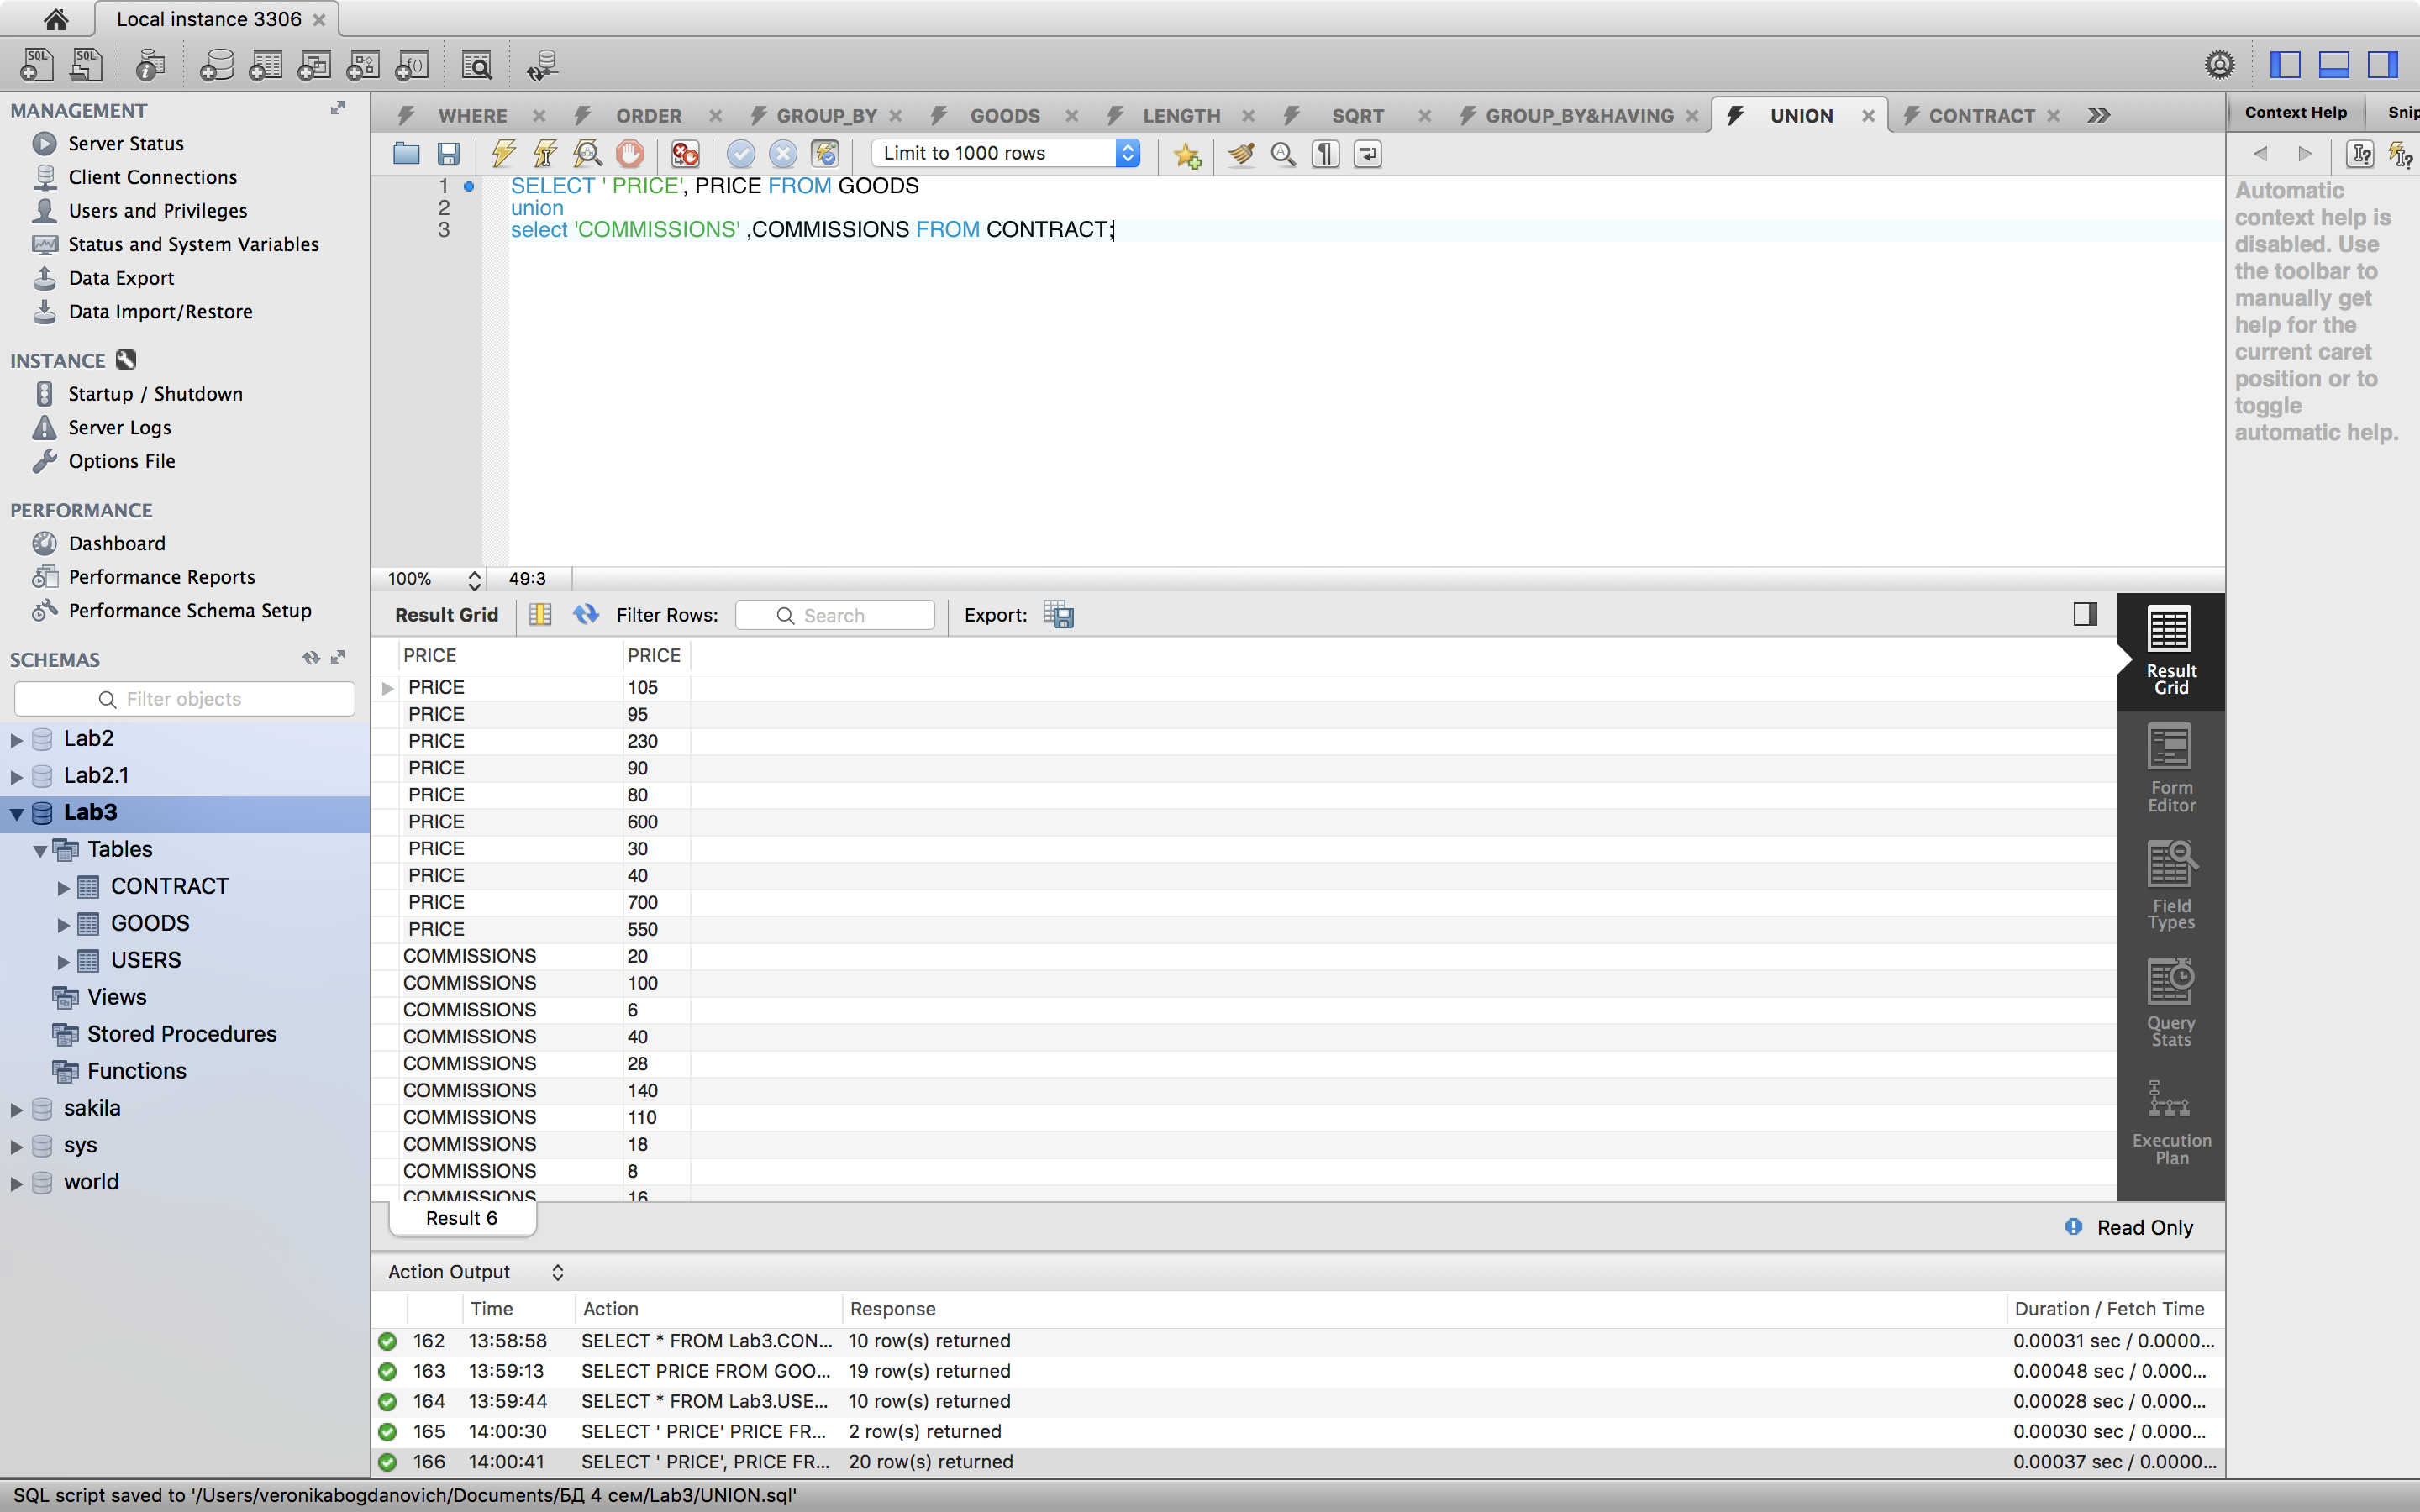 Local instance 3306
MANAGEMENT
Server Status
Client Connections
Users and Privileges
Status and System Variables
Data Export
Data Import/Restore
INSTANCE
Startup / Shutdown
Server Logs
Options File
PERFORMANCE
Dashboard
Performance Reports
Performance Schema Setup
SCHEMAS
Filter objects
Lab2
Lab2.1
Lab3
Tables
CONTRACT
GOODS
USERS
Views
Stored Procedures
Functions
sakila
sys
world
WHERE ORDER GROUP_BY GOODS LENGTH SQRT GROUP_BY&HAVING UNION CONTRACT
Limit to 1000 rows
1 SELECT ' PRICE', PRICE FROM GOODS
2 union
3 select 'COMMISSIONS' ,COMMISSIONS FROM CONTRACT;
100% 49:3
Result Grid Filter Rows: Search Export:
PRICE PRICE
PRICE 105
PRICE 95
PRICE 230
PRICE 90
PRICE 80
PRICE 600
PRICE 30
PRICE 40
PRICE 700
PRICE 550
COMMISSIONS 20
COMMISSIONS 100
COMMISSIONS 6
COMMISSIONS 40
COMMISSIONS 28
COMMISSIONS 140
COMMISSIONS 110
COMMISSIONS 18
COMMISSIONS 8
COMMISSIONS 16
Result Grid
Form Editor
Field Types
Query Stats
Execution Plan
Result 6
Read Only
Action Output
Time Action Response Duration / Fetch Time
162 13:58:58 SELECT * FROM Lab3.CON... 10 row(s) returned 0.00031 sec / 0.0000...
163 13:59:13 SELECT PRICE FROM GOO... 19 row(s) returned 0.00048 sec / 0.000...
164 13:59:44 SELECT * FROM Lab3.USE... 10 row(s) returned 0.00028 sec / 0.000...
165 14:00:30 SELECT ' PRICE' PRICE FR... 2 row(s) returned 0.00030 sec / 0.000...
166 14:00:41 SELECT ' PRICE', PRICE FR... 20 row(s) returned 0.00037 sec / 0.0000...
Context Help Snip
Automatic
context help is
disabled. Use
the toolbar to
manually get
help for the
current caret
position or to
toggle
automatic help.
SQL script saved to '/Users/veronikabogdanovich/Documents/БД 4 сем/Lab3/UNION.sql'